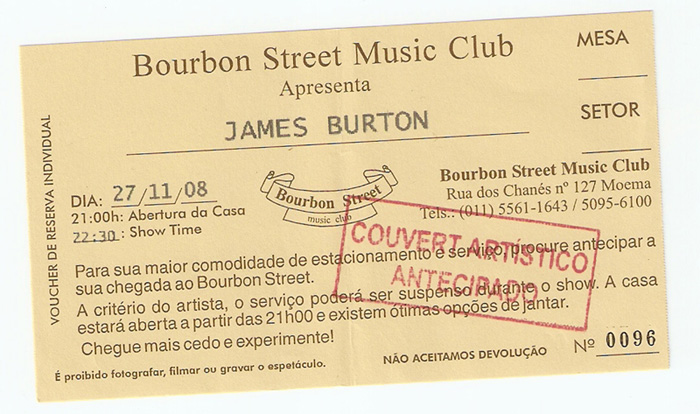 Bourbon Street Music Club
Apresenta
JAMES BURTON
MESA
SETOR
VOUCHER DE RESERVA INDIVIDUAL
DIA: 27/11/08
21:00h: Abertura da Casa
22:30: Show Time
Bourbon Street
music club
Bourbon Street Music Club
Rua dos Chanés nº 127 Moema
Tels.: (011) 5561-1643 / 5095-6100
COUVERT ARTISTICO
ANTECIPADO
Para sua maior comodidade de estacionamento e serviço, procure antecipar a
sua chegada ao Bourbon Street.
A critério do artista, o serviço poderá ser suspenso durante o show. A casa
estará aberta a partir das 21h00 e existem ótimas opções de jantar.
Chegue mais cedo e experimente!
É proibido fotografar, filmar ou gravar o espetáculo.
NÃO ACEITAMOS DEVOLUÇÃO
Nº 0096